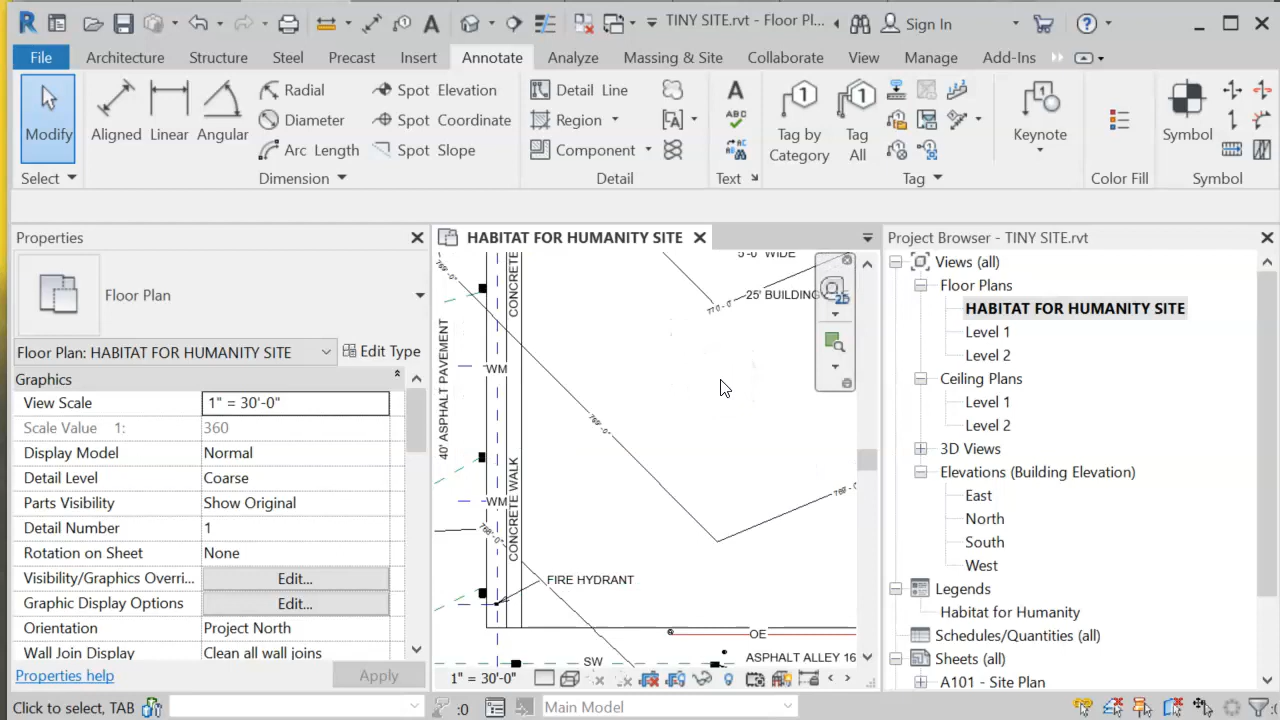 TINY SITE.rvt - Floor Pl...
Sign In
File
Architecture
Structure
Steel
Precast
Insert
Annotate
Analyze
Massing & Site
Collaborate
View
Manage
Add-Ins
Modify
Aligned
Linear
Angular
Radial
Diameter
Arc Length
Spot Elevation
Spot Coordinate
Spot Slope
Detail Line
Region
Component
A
ABC
Tag by
Category
Tag
All
Keynote
Symbol
Select
Dimension
Detail
Text
Tag
Color Fill
Symbol
Properties
Floor Plan
Floor Plan: HABITAT FOR HUMANITY SITE
Edit Type
Graphics
View Scale
1" = 30'-0"
Scale Value 1:
360
Display Model
Normal
Detail Level
Coarse
Parts Visibility
Show Original
Detail Number
1
Rotation on Sheet
None
Visibility/Graphics Overri...
Edit...
Graphic Display Options
Edit...
Orientation
Project North
Wall Join Display
Clean all wall joins
Properties help
Apply
HABITAT FOR HUMANITY SITE
5'-0" WIDE
25' BUILDING
770'-0"
769'-0"
768'-0"
40' ASPHALT PAVEMENT
CONCRETE
WM
WM
CONCRETE WALK
FIRE HYDRANT
OE
SW
ASPHALT ALLEY 16
1" = 30'-0"
Project Browser - TINY SITE.rvt
Views (all)
Floor Plans
HABITAT FOR HUMANITY SITE
Level 1
Level 2
Ceiling Plans
Level 1
Level 2
3D Views
Elevations (Building Elevation)
East
North
South
West
Legends
Habitat for Humanity
Schedules/Quantities (all)
Sheets (all)
A101 - Site Plan
Click to select, TAB
:0
Main Model
:0